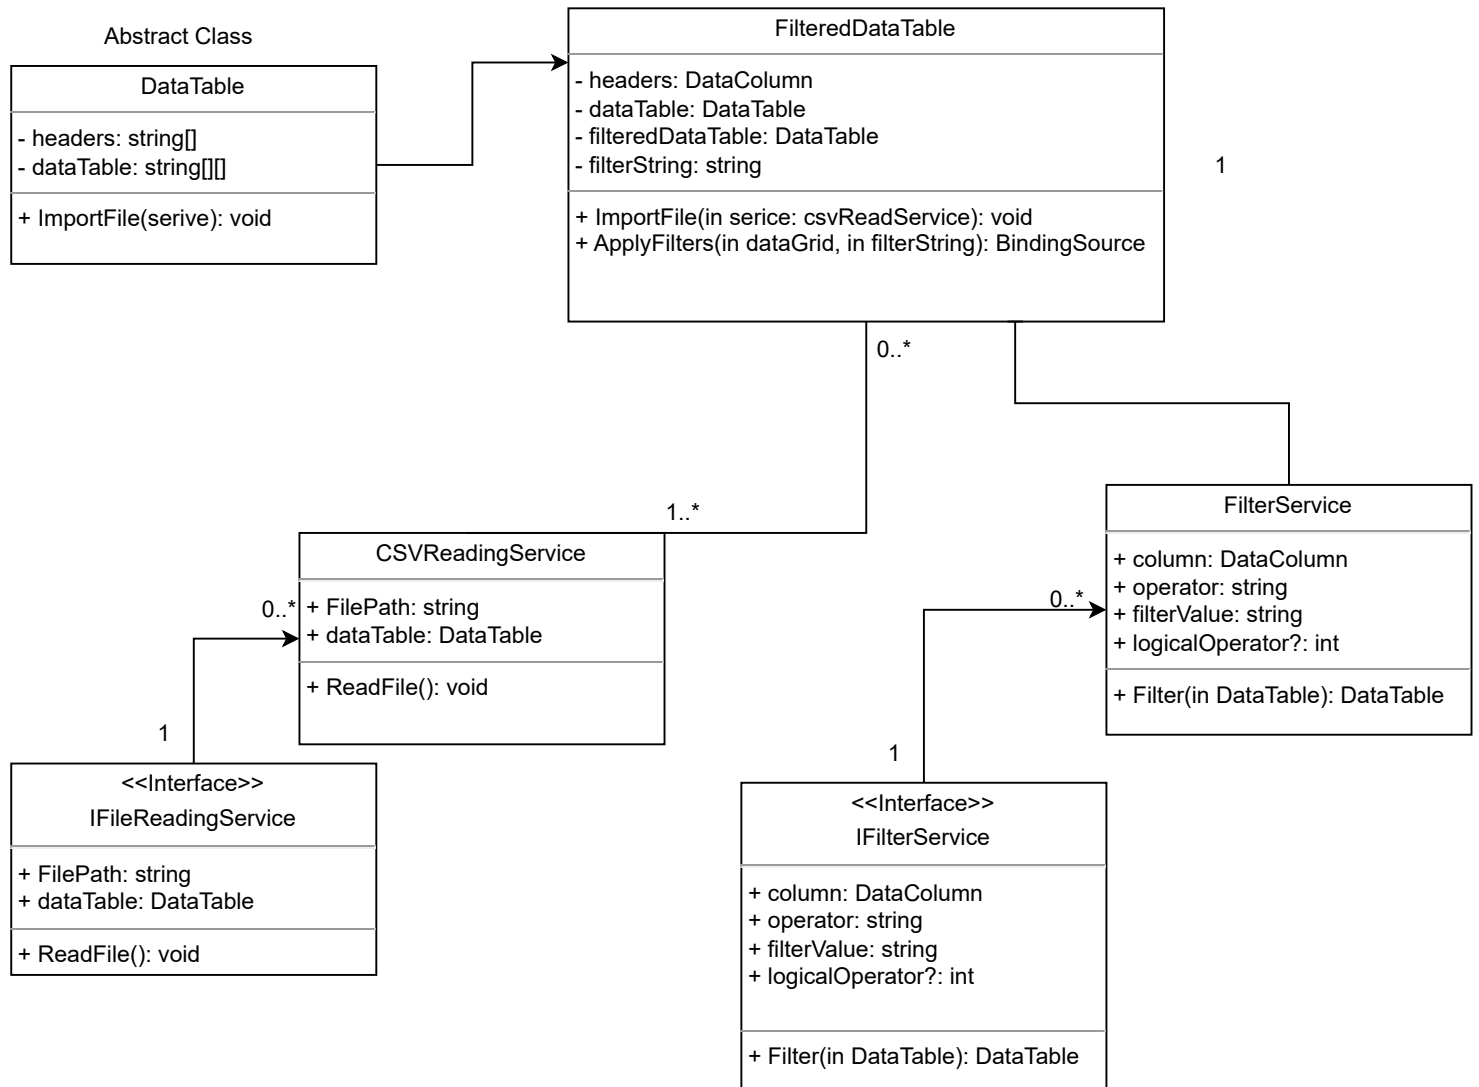 Abstract Class
DataTable
- headers: string[]
- dataTable: string[][]
+ ImportFile(serive): void
FilteredDataTable
- headers: DataColumn
- dataTable: DataTable
- filteredDataTable: DataTable
- filterString: string
+ ImportFile(in serice: csvReadService): void
+ ApplyFilters(in dataGrid, in filterString): BindingSource
1
0..*
1..*
CSVReadingService
+ FilePath: string
+ dataTable: DataTable
+ ReadFile(): void
0..*
1
<<Interface>>
IFileReadingService
+ FilePath: string
+ dataTable: DataTable
+ ReadFile(): void
FilterService
+ column: DataColumn
+ operator: string
+ filterValue: string
+ logicalOperator?: int
+ Filter(in DataTable): DataTable
0..*
1
<<Interface>>
IFilterService
+ column: DataColumn
+ operator: string
+ filterValue: string
+ logicalOperator?: int
+ Filter(in DataTable): DataTable